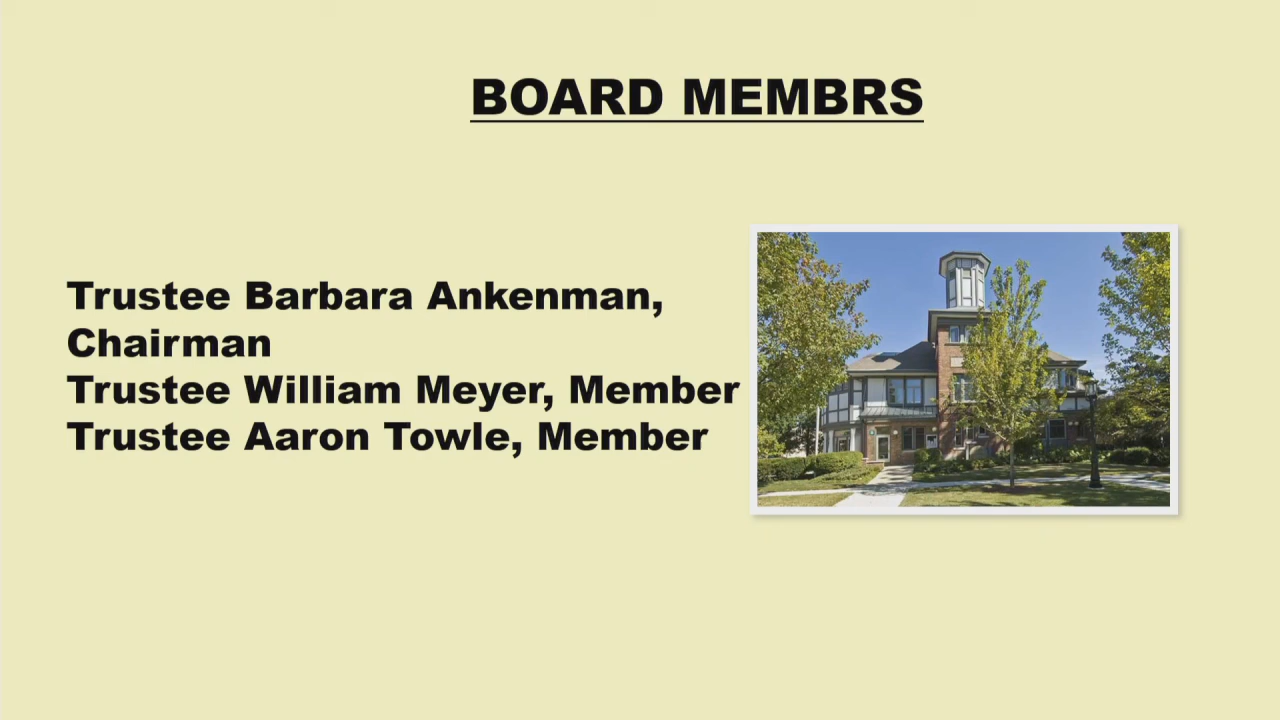 BOARD MEMBRS
Trustee Barbara Ankenman,
Chairman
Trustee William Meyer, Member
Trustee Aaron Towle, Member